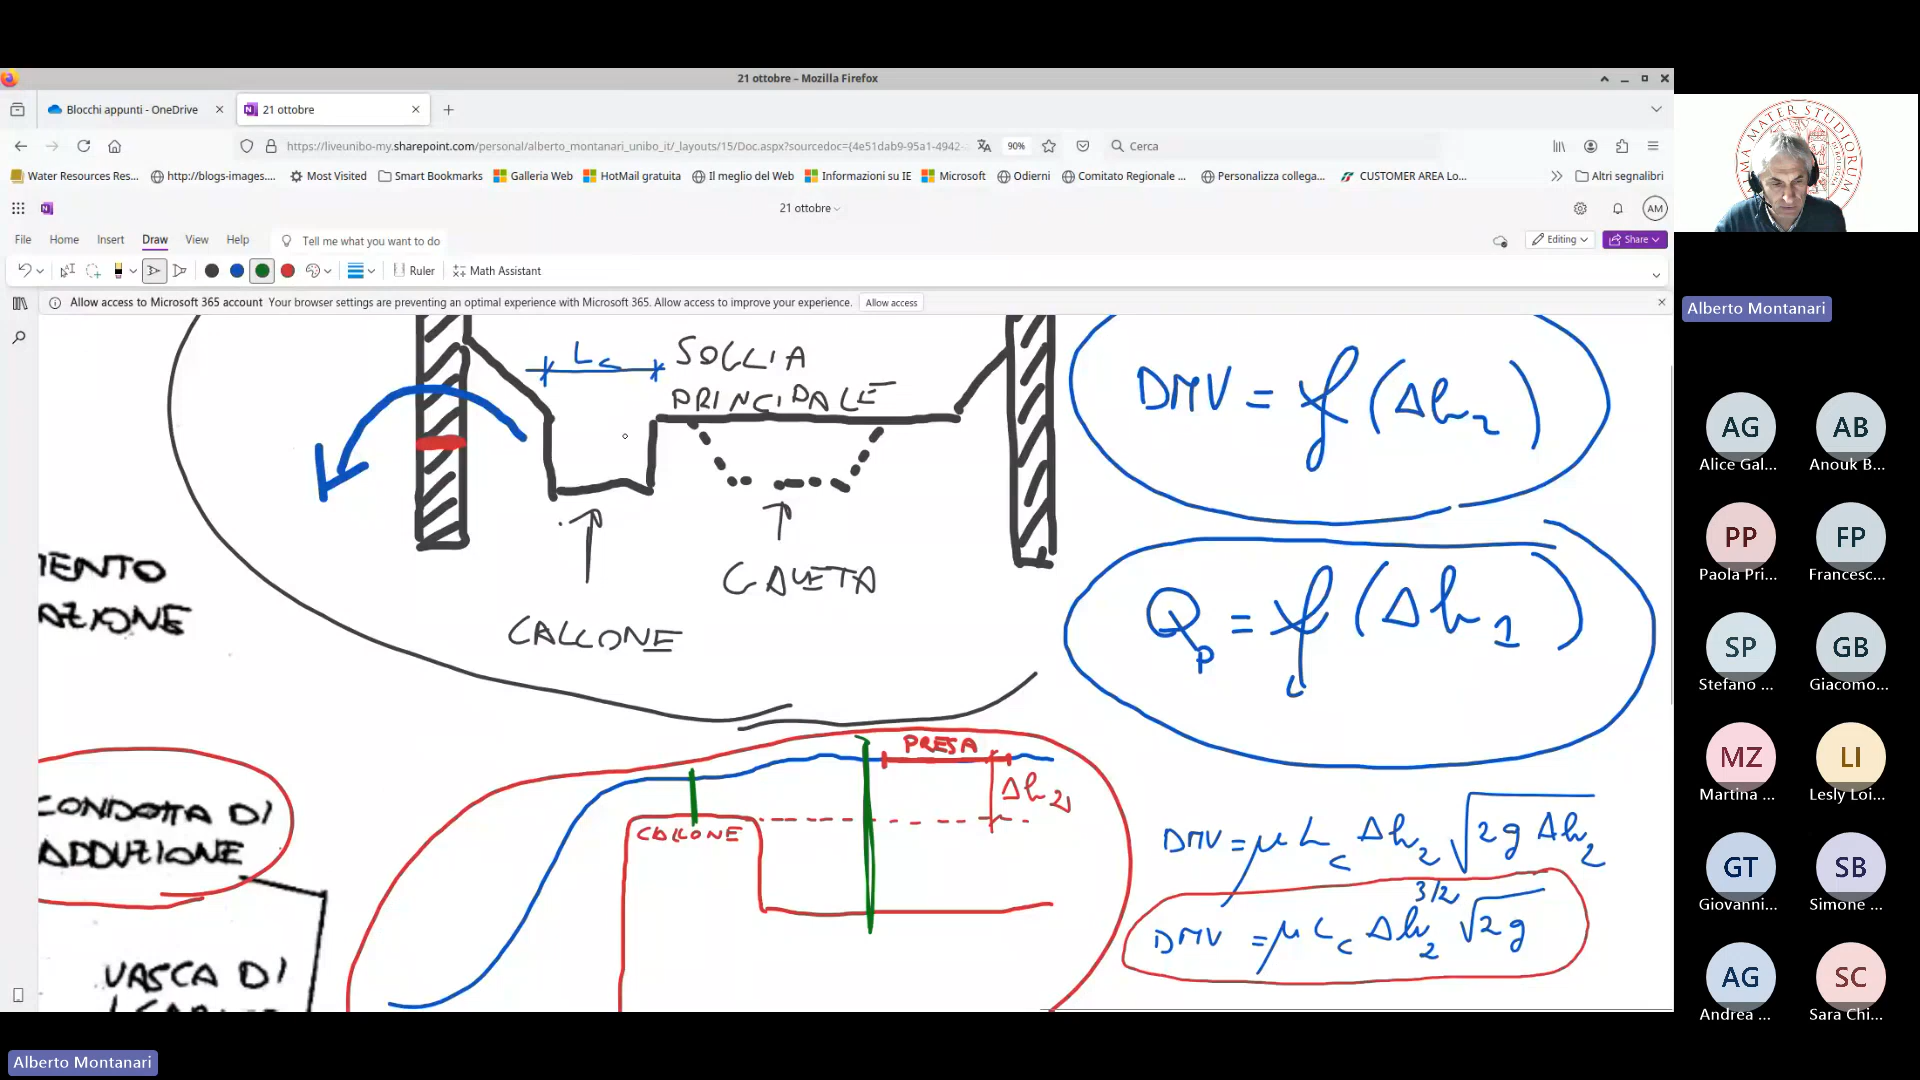 21 ottobre – Mozilla Firefox
Blocchi appunti - OneDrive
21 ottobre
https://liveunibo-my.sharepoint.com/personal/alberto_montanari_unibo_it/_layouts/15/Doc.aspx?sourcedoc={4e51dab9-95a1-4942-
90%
Cerca
Water Resources Res...
http://blogs-images....
Most Visited
Smart Bookmarks
Galleria Web
HotMail gratuita
Il meglio del Web
Informazioni su IE
Microsoft
Odierni
Comitato Regionale ...
Personalizza collega...
CUSTOMER AREA Lo...
Altri segnalibri
21 ottobre
AM
File Home Insert Draw View Help
Tell me what you want to do
Editing
Share
Ruler
Math Assistant
Allow access to Microsoft 365 account Your browser settings are preventing an optimal experience with Microsoft 365. Allow access to improve your experience.
Allow access
Lc
SOGLIA
PRINCIPALE
DMV = f (Δh2)
GAVETA
CALLONE
Qp = f (Δh1)
AZIONE
PRESA
Δh2
CALLONE
CONDOTTA DI
ADDUZIONE
DMV = μ Lc Δh2 √2g Δh2
DMV = μ Lc Δh2^3/2 √2g
VASCA DI
ALMA MATER STUDIORUM
Alberto Montanari
AG
AB
Alice Gal...
Anouk B...
PP
FP
Paola Pri...
Francesc...
SP
GB
Stefano ...
Giacomo...
MZ
LI
Martina ...
Lesly Loi...
GT
SB
Giovanni...
Simone ...
AG
SC
Andrea ...
Sara Chi...
Alberto Montanari